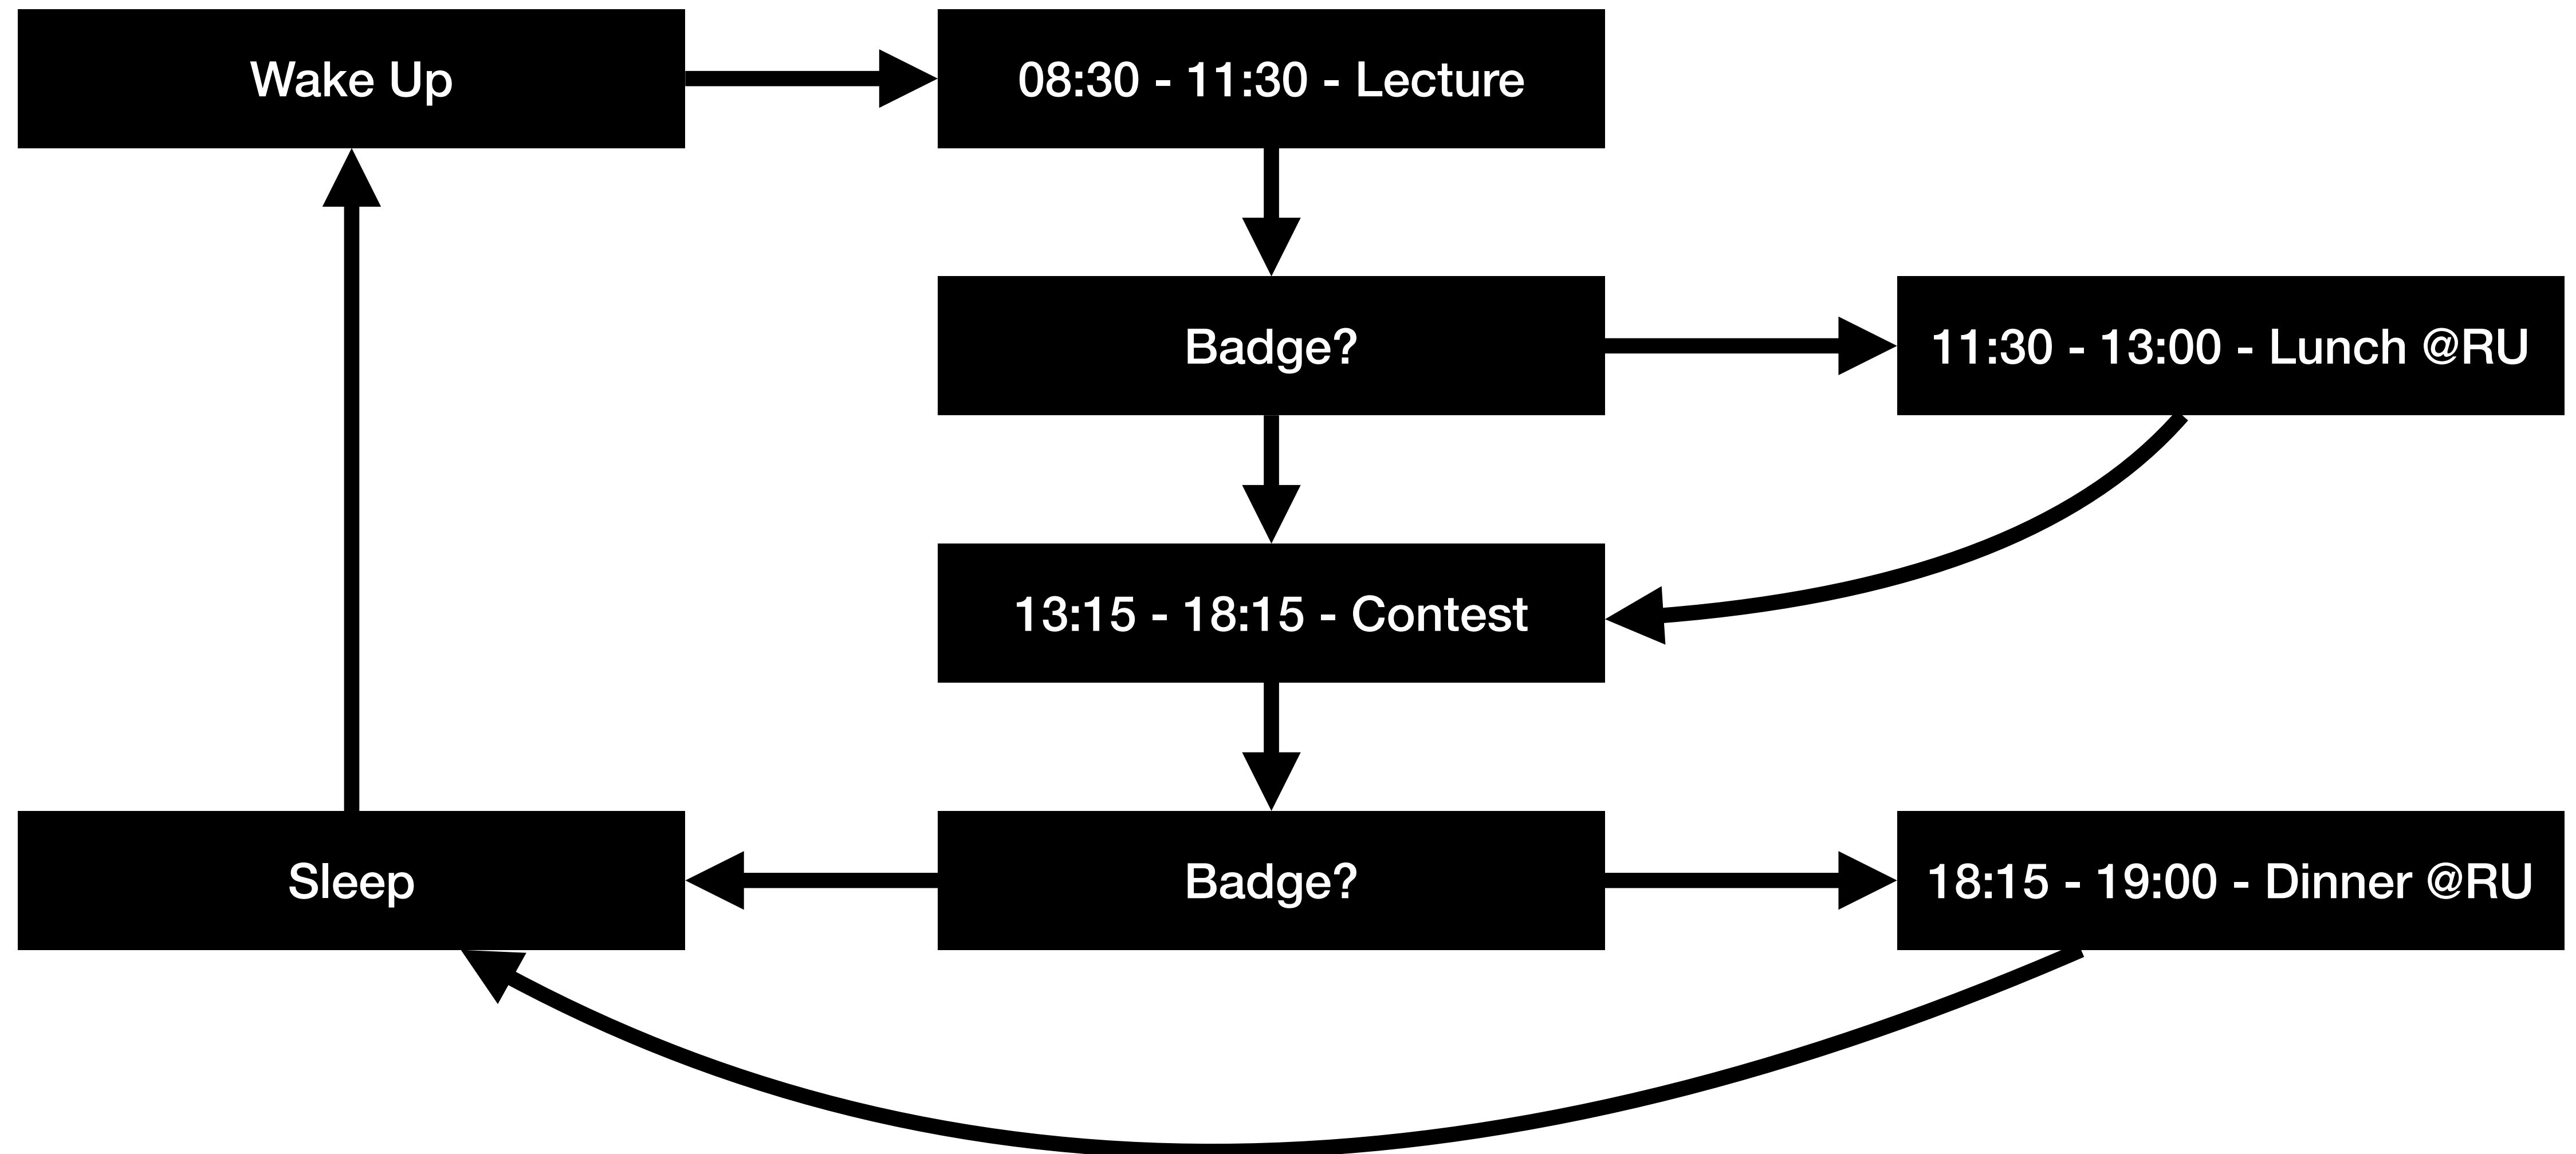 Wake Up
08:30 - 11:30 - Lecture
Badge?
11:30 - 13:00 - Lunch @RU
13:15 - 18:15 - Contest
Sleep
Badge?
18:15 - 19:00 - Dinner @RU